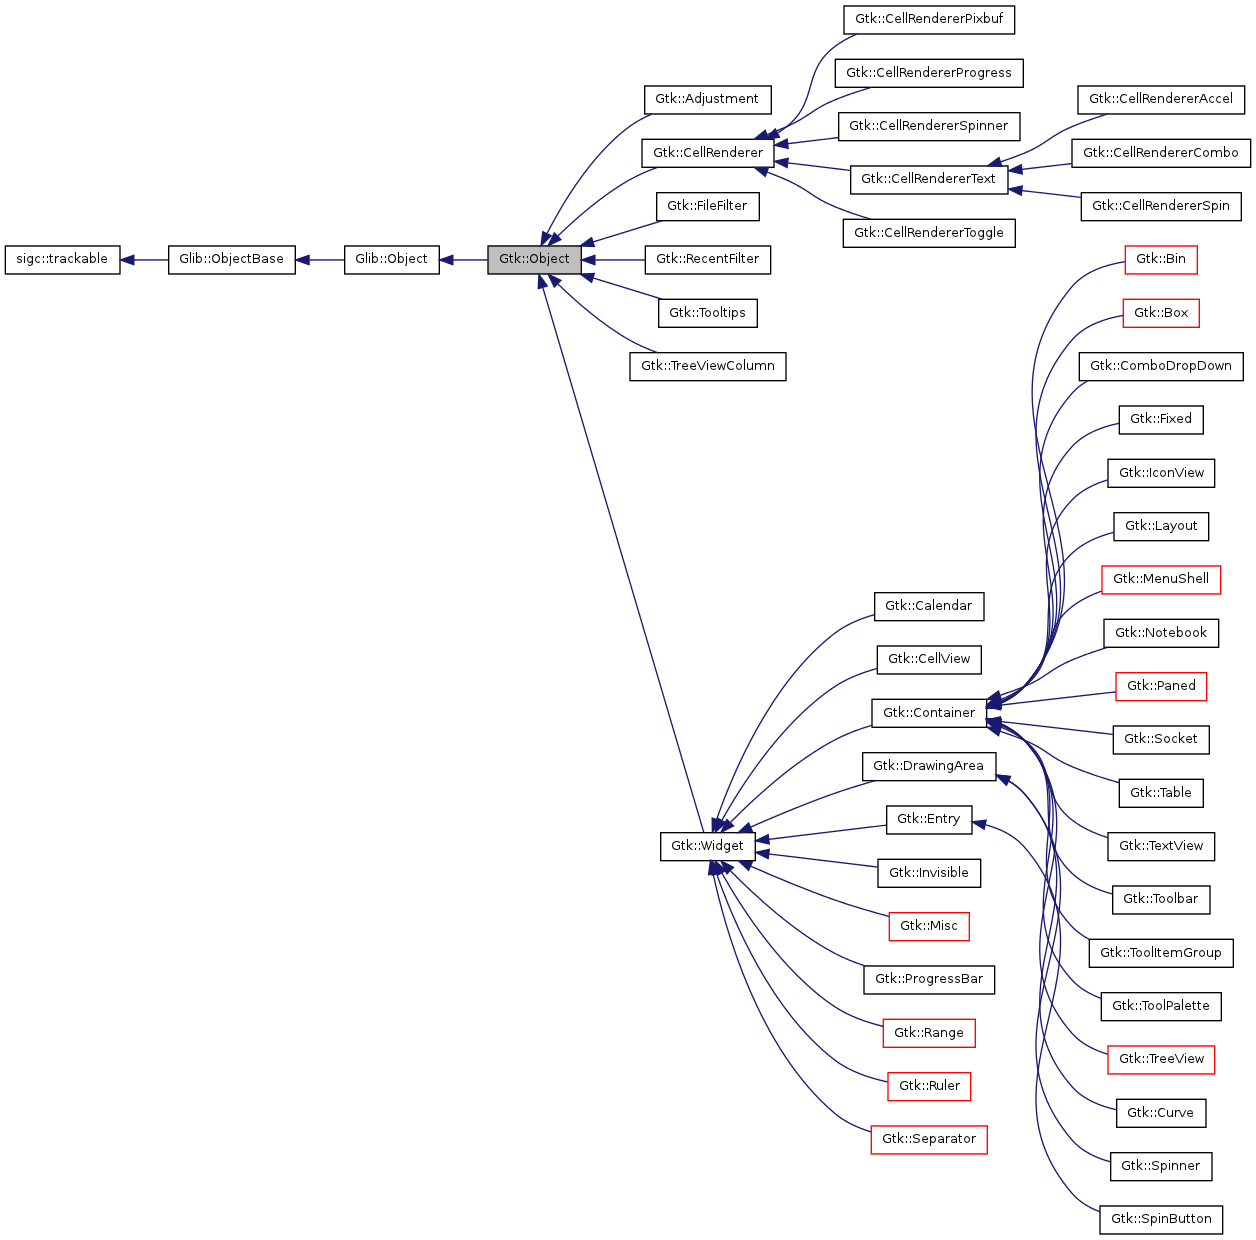 sigc::trackable
Glib::ObjectBase
Glib::Object
Gtk::Object
Gtk::Adjustment
Gtk::CellRenderer
Gtk::FileFilter
Gtk::RecentFilter
Gtk::Tooltips
Gtk::TreeViewColumn
Gtk::Widget
Gtk::CellRendererPixbuf
Gtk::CellRendererProgress
Gtk::CellRendererSpinner
Gtk::CellRendererText
Gtk::CellRendererToggle
Gtk::CellRendererAccel
Gtk::CellRendererCombo
Gtk::CellRendererSpin
Gtk::Calendar
Gtk::CellView
Gtk::Container
Gtk::DrawingArea
Gtk::Entry
Gtk::Invisible
Gtk::Misc
Gtk::ProgressBar
Gtk::Range
Gtk::Ruler
Gtk::Separator
Gtk::Bin
Gtk::Box
Gtk::ComboDropDown
Gtk::Fixed
Gtk::IconView
Gtk::Layout
Gtk::MenuShell
Gtk::Notebook
Gtk::Paned
Gtk::Socket
Gtk::Table
Gtk::TextView
Gtk::Toolbar
Gtk::ToolItemGroup
Gtk::ToolPalette
Gtk::TreeView
Gtk::Curve
Gtk::Spinner
Gtk::SpinButton